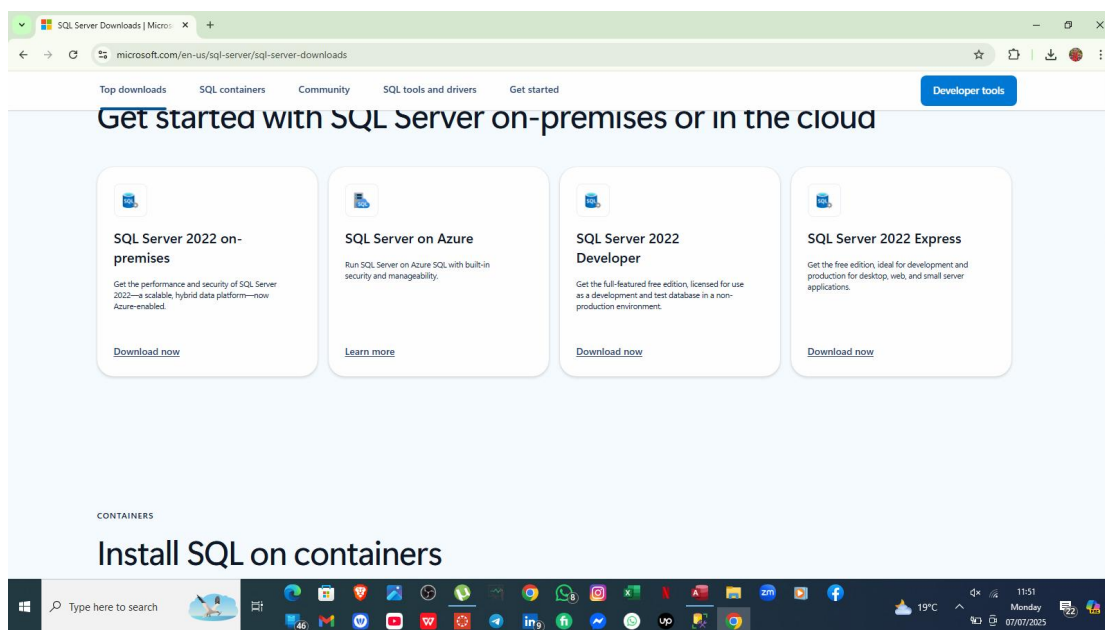 SQL Server Downloads | Micros
microsoft.com/en-us/sql-server/sql-server-downloads
Top downloads
SQL containers
Community
SQL tools and drivers
Get started
Developer tools
Get started with SQL Server on-premises or in the cloud
SQL Server 2022 on-
premises
Get the performance and security of SQL Server
2022—a scalable, hybrid data platform—now
Azure-enabled.
Download now
SQL Server on Azure
Run SQL Server on Azure SQL with built-in
security and manageability.
Learn more
SQL Server 2022
Developer
Get the full-featured free edition, licensed for use
as a development and test database in a non-
production environment.
Download now
SQL Server 2022 Express
Get the free edition, ideal for development and
production for desktop, web, and small server
applications.
Download now
CONTAINERS
Install SQL on containers
Type here to search
19°C
11:51
Monday
07/07/2025
22